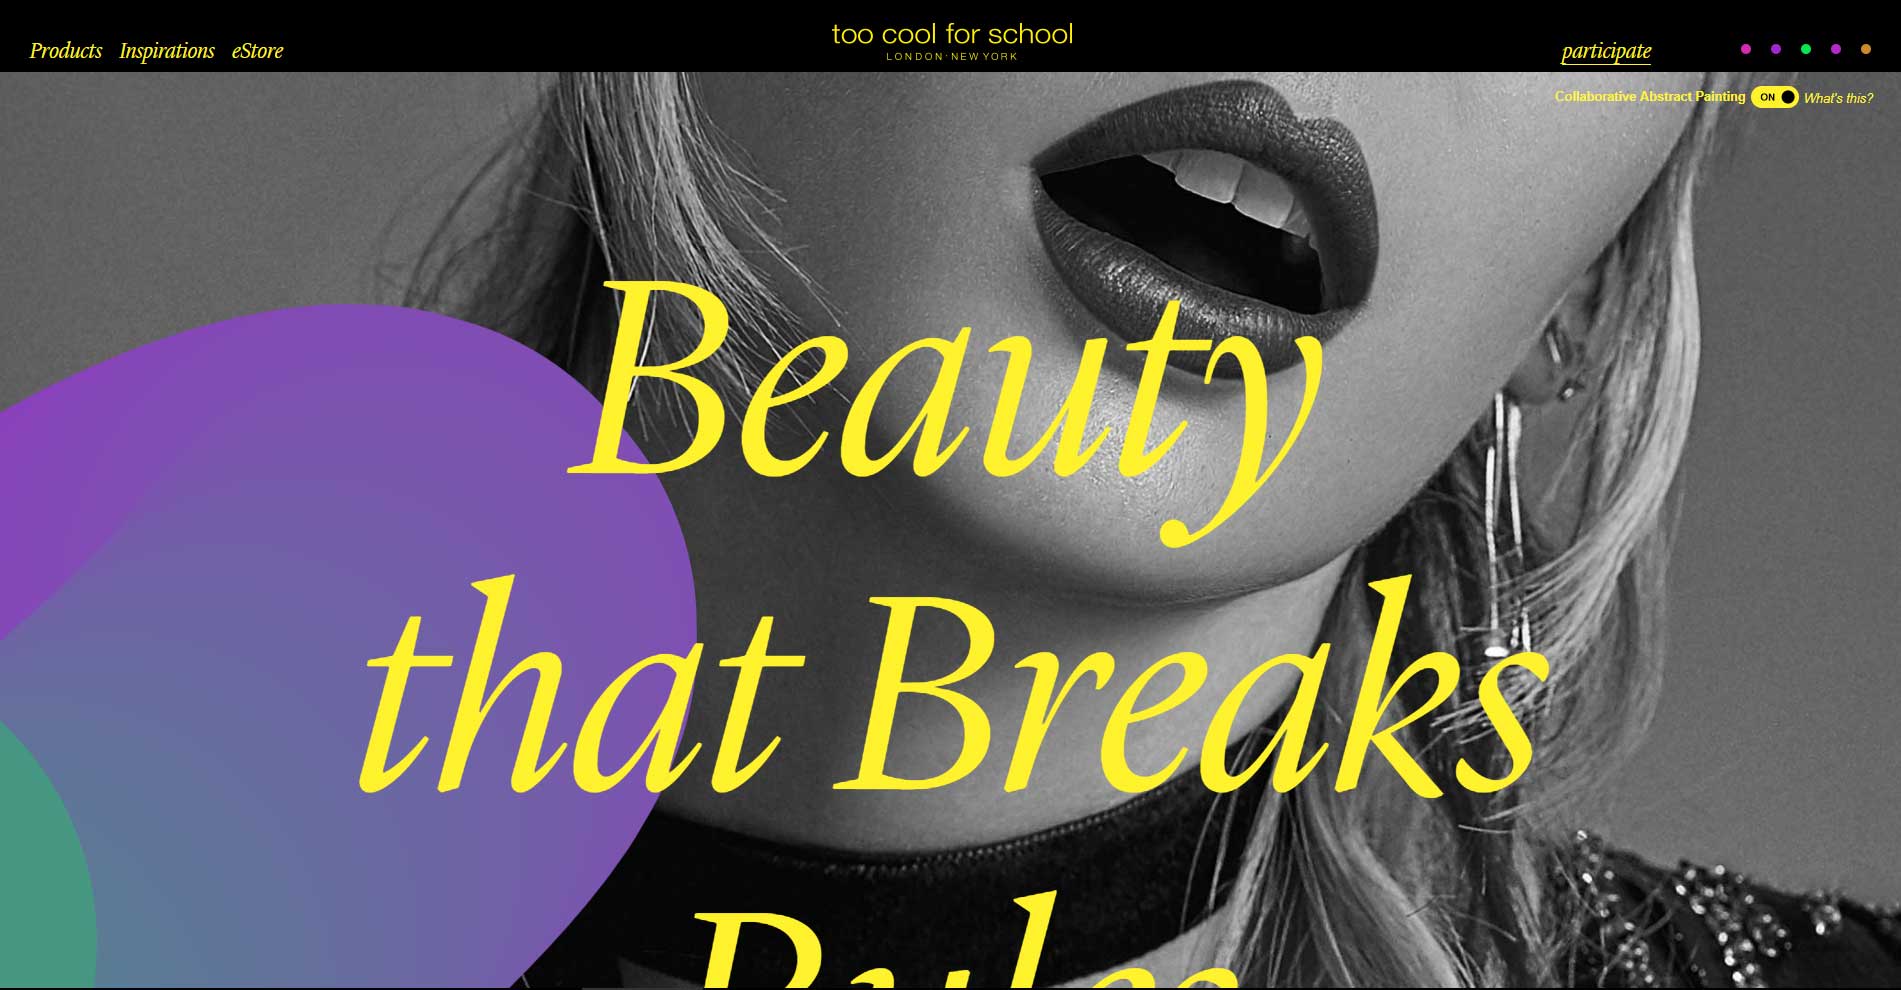 Products Inspirations eStore
too cool for school
LONDON·NEW YORK
participate
Collaborative Abstract Painting ON What's this?
Beauty
that Breaks
Rules